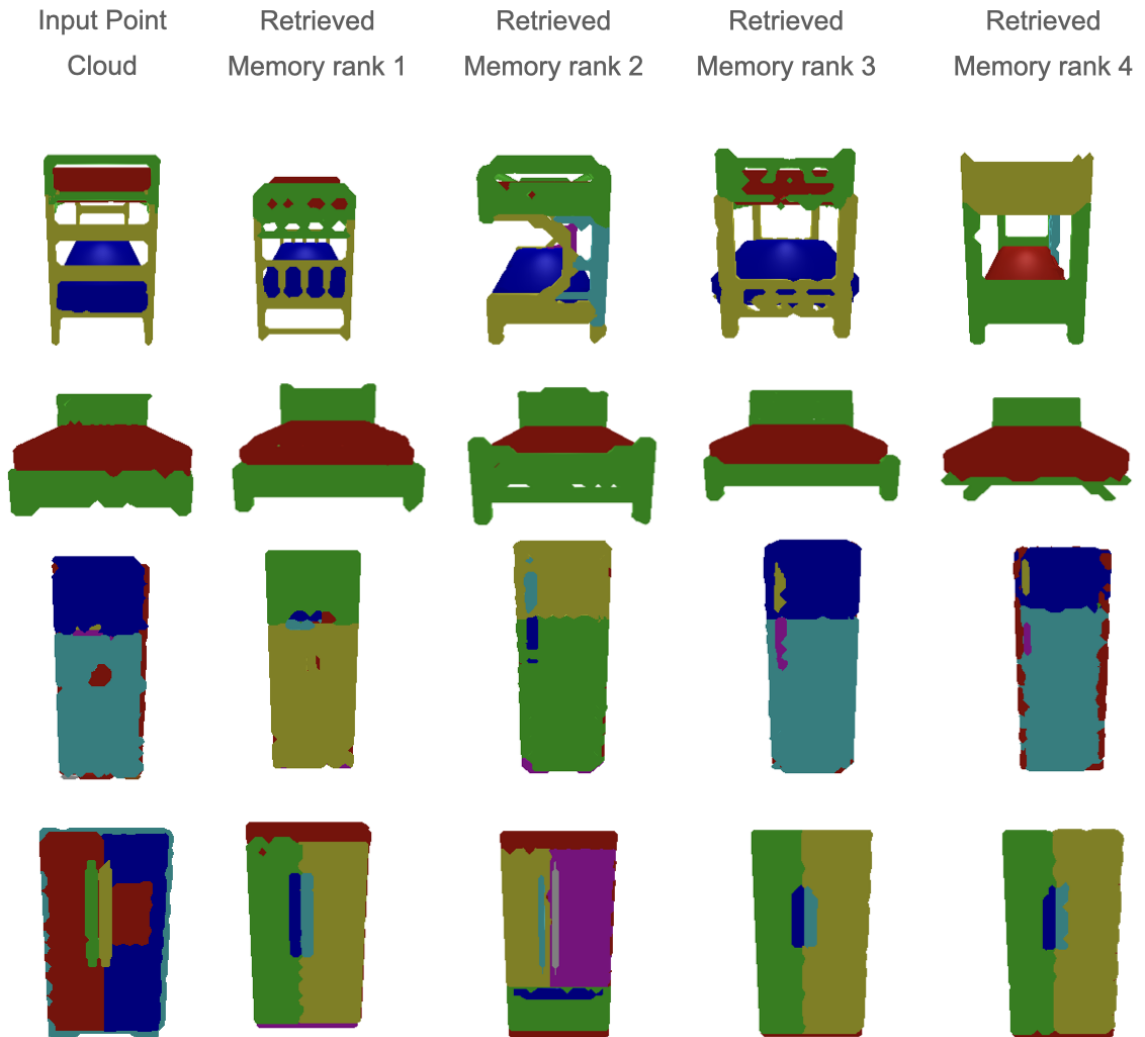 Input Point
Cloud
Retrieved
Memory rank 1
Retrieved
Memory rank 2
Retrieved
Memory rank 3
Retrieved
Memory rank 4